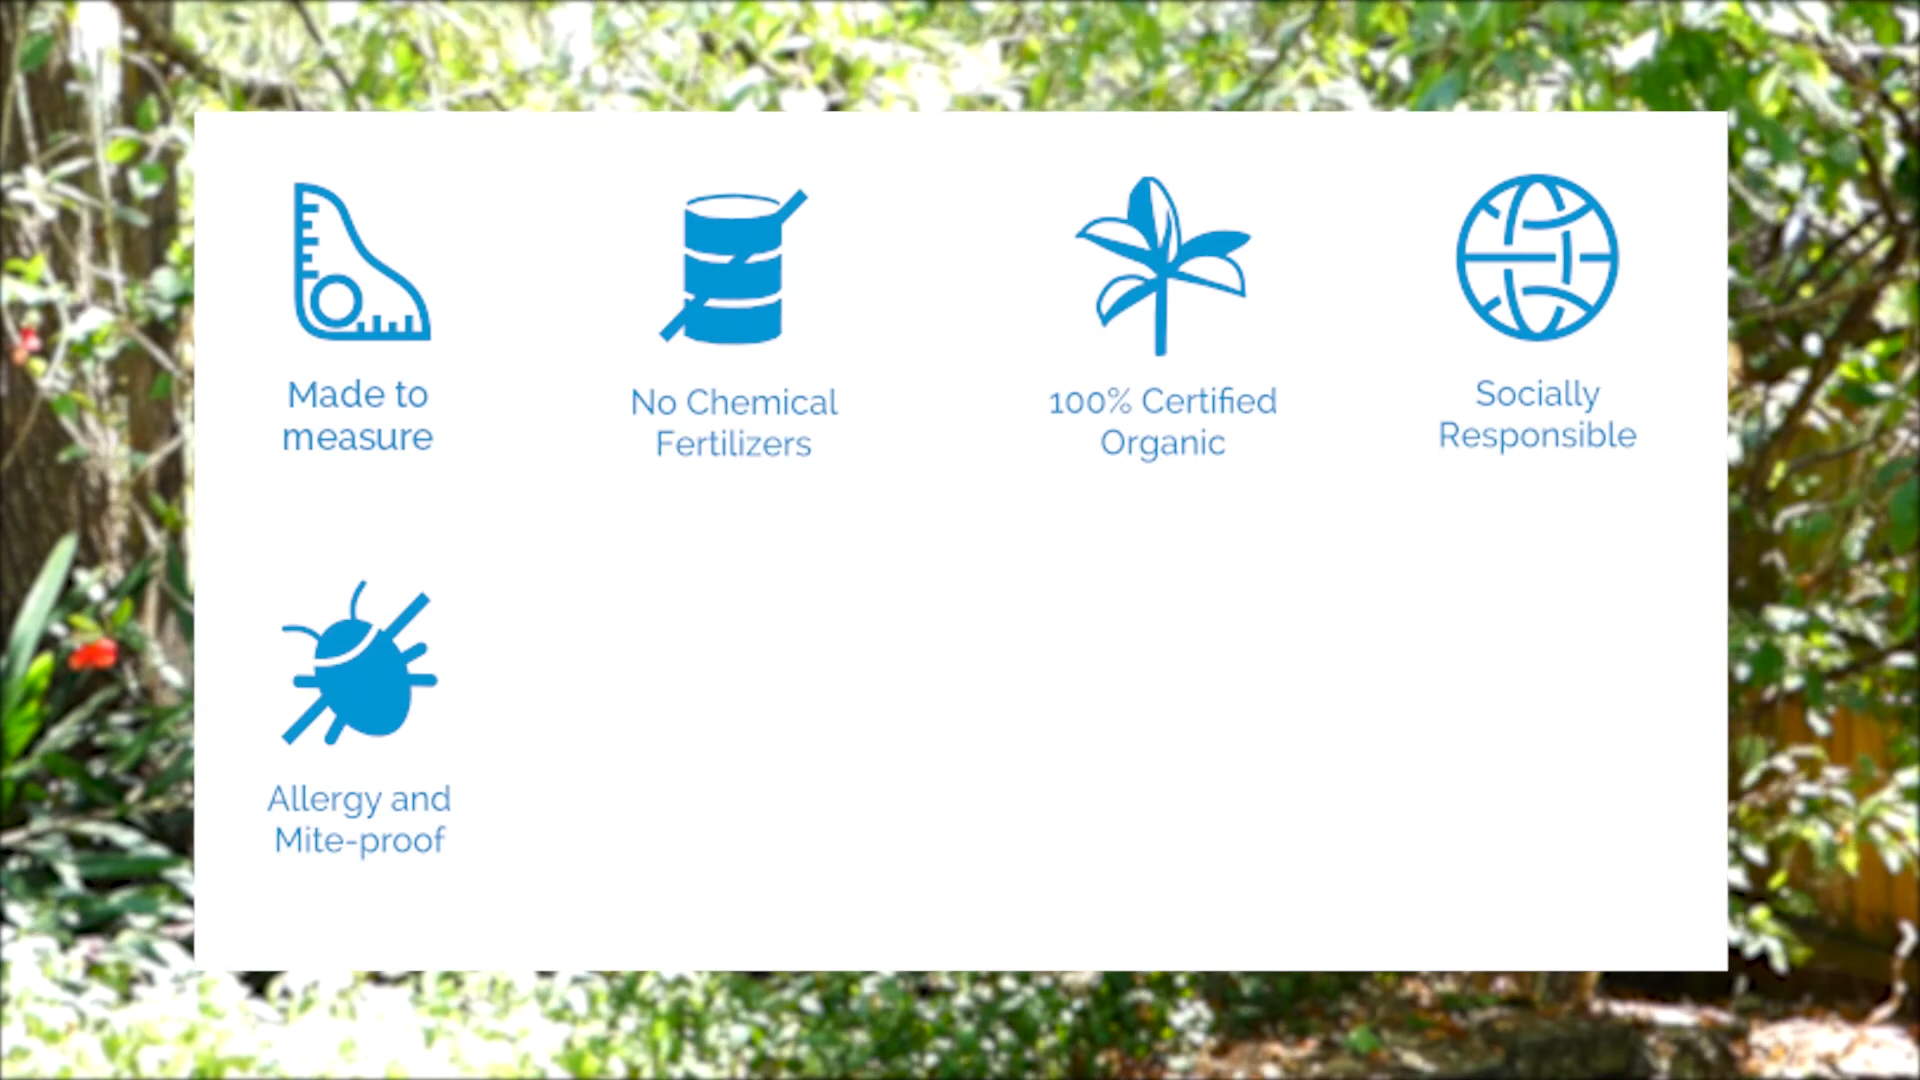 Made to
measure
No Chemical
Fertilizers
100% Certified
Organic
Socially
Responsible
Allergy and
Mite-proof